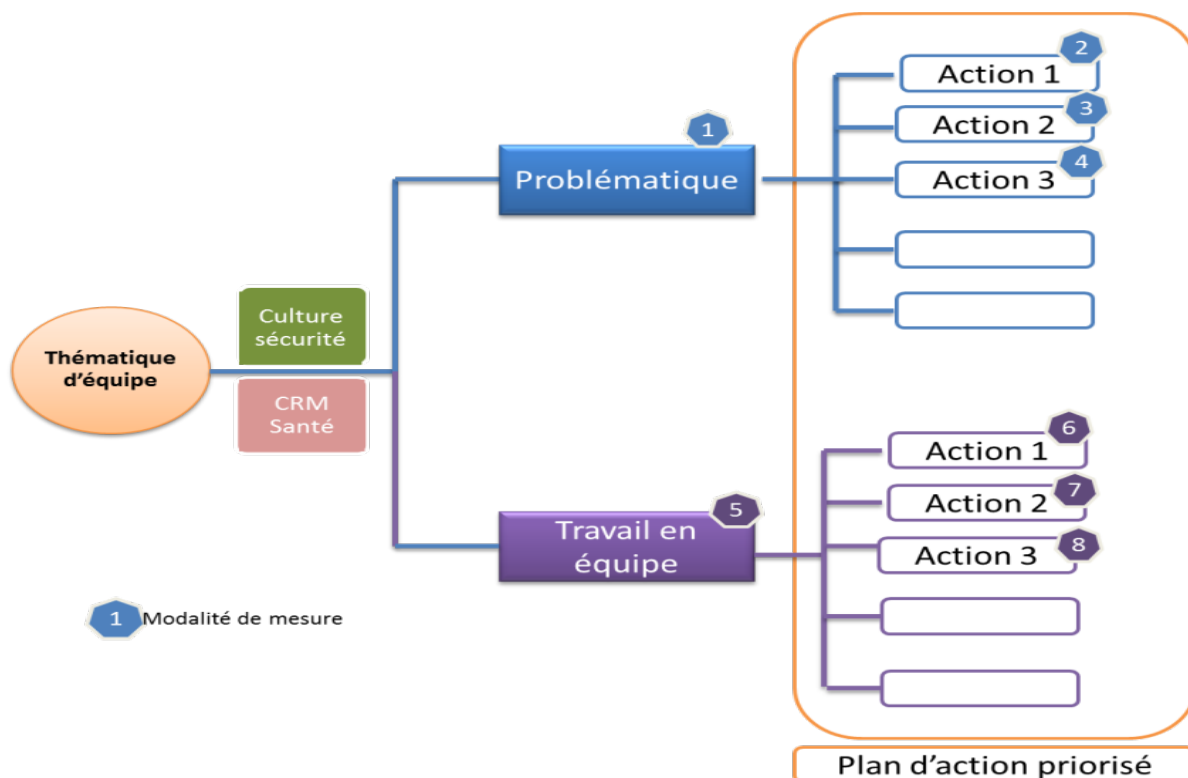 2
Action 1
3
Action 2
1
4
Problématique
Action 3
Culture
sécurité
Thématique
d'équipe
CRM
Santé
6
Action 1
7
Action 2
5
Travail en
équipe
8
Action 3
1 Modalité de mesure
Plan d'action priorisé